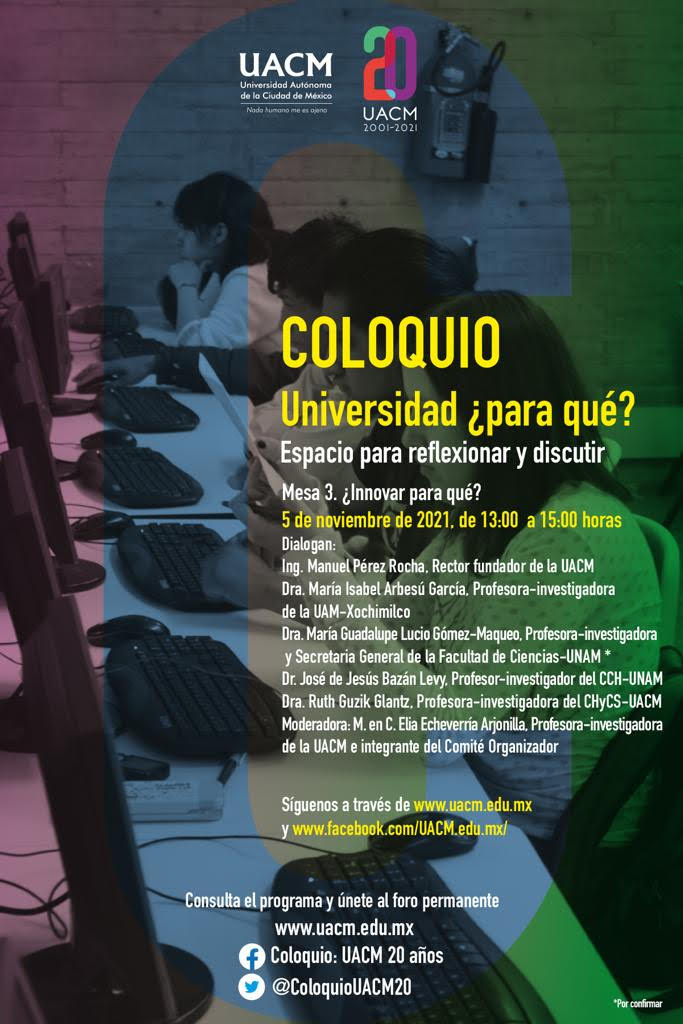 UACM
Universidad Autónoma
de la Ciudad de México
Nada humano me es ajeno
20
UACM
2001-2021
COLOQUIO
Universidad ¿para qué?
Espacio para reflexionar y discutir
Mesa 3. ¿Innovar para qué?
5 de noviembre de 2021, de 13:00 a 15:00 horas
Dialogan:
Ing. Manuel Pérez Rocha, Rector fundador de la UACM
Dra. María Isabel Arbesú García, Profesora-investigadora
de la UAM-Xochimilco
Dra. María Guadalupe Lucio Gómez-Maqueo, Profesora-investigadora
y Secretaria General de la Facultad de Ciencias-UNAM *
Dr. José de Jesús Bazán Levy, Profesor-investigador del CCH-UNAM
Dra. Ruth Guzik Glantz, Profesora-investigadora del CHyCS-UACM
Moderadora: M. en C. Elia Echeverría Arjonilla, Profesora-investigadora
de la UACM e integrante del Comité Organizador
Síguenos a través de www.uacm.edu.mx
y www.facebook.com/UACM.edu.mx/
Consulta el programa y únete al foro permanente
www.uacm.edu.mx
Coloquio: UACM 20 años
@ColoquioUACM20
*Por confirmar